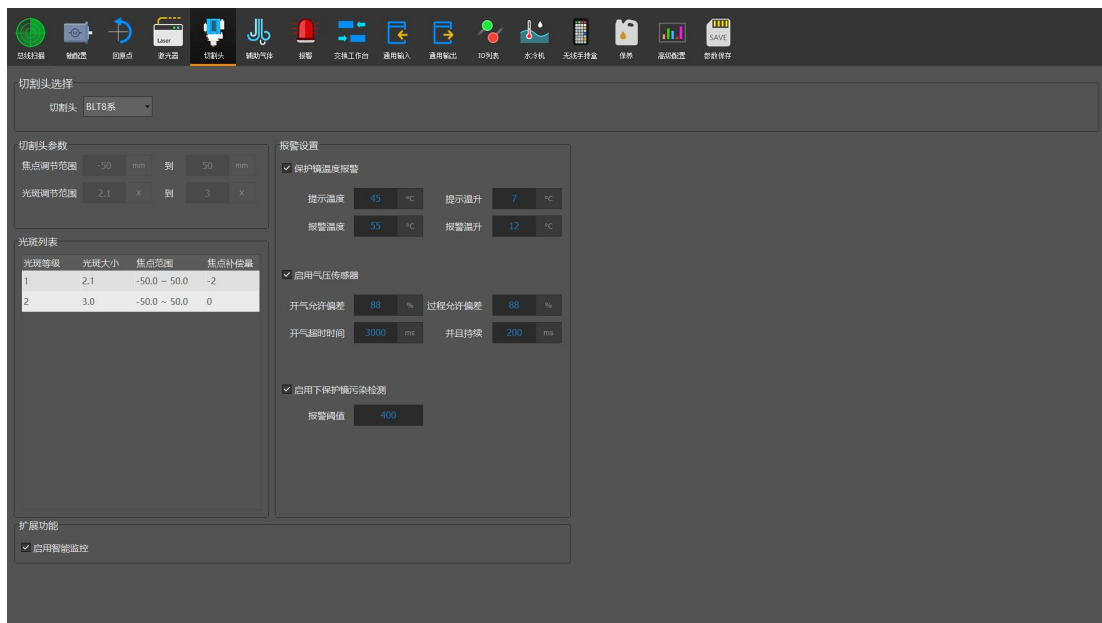 Laser
SAVE
总线扫描 轴配置 回原点 激光器 切割头 辅助气体 报警 交换工作台 通用输入 通用输出 IO列表 水冷机 无线手持盒 保养 高级配置 参数保存
切割头选择
切割头 BLT8系
切割头参数
焦点调节范围 -50 mm 到 50 mm
光斑调节范围 2.1 X 到 3 X
光斑列表
光斑等级 光斑大小 焦点范围 焦点补偿量
1 2.1 -50.0 ~ 50.0 -2
2 3.0 -50.0 ~ 50.0 0
报警设置
保护镜温度报警
提示温度 45 °C 提示温升 7 °C
报警温度 55 °C 报警温升 12 °C
启用气压传感器
开气允许偏差 88 % 过程允许偏差 88 %
开气超时时间 3000 ms 并且持续 200 ms
启用下保护镜污染检测
报警阈值 400
扩展功能
启用智能监控